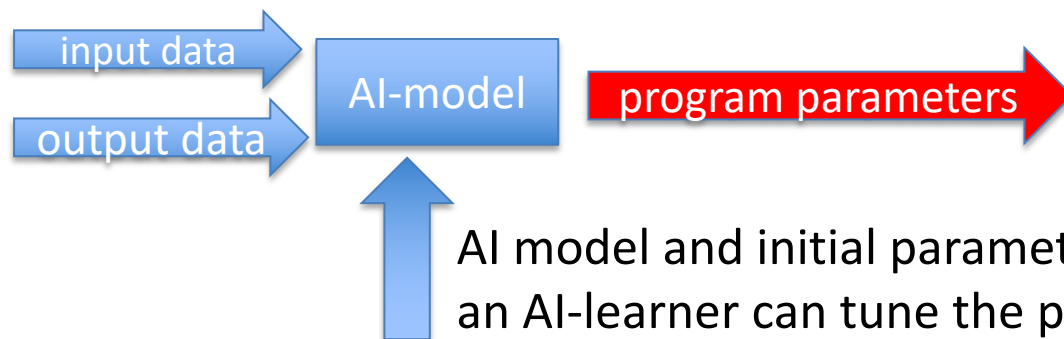 input data
AI-model
program parameters
output data
AI model and initial
an AI-learner can tune the